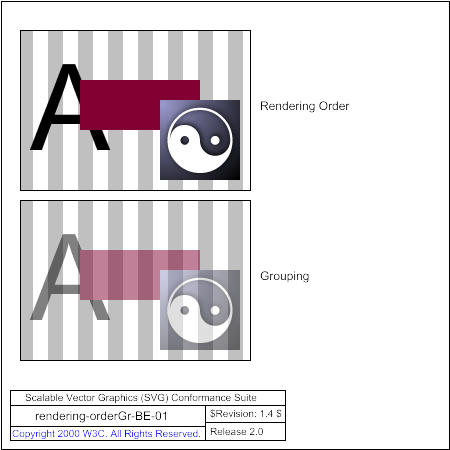 A
Rendering Order
A
Grouping
Scalable Vector Graphics (SVG) Conformance Suite
rendering-orderGr-BE-01
$Revision: 1.4 $
Copyright 2000 W3C. All Rights Reserved.
Release 2.0